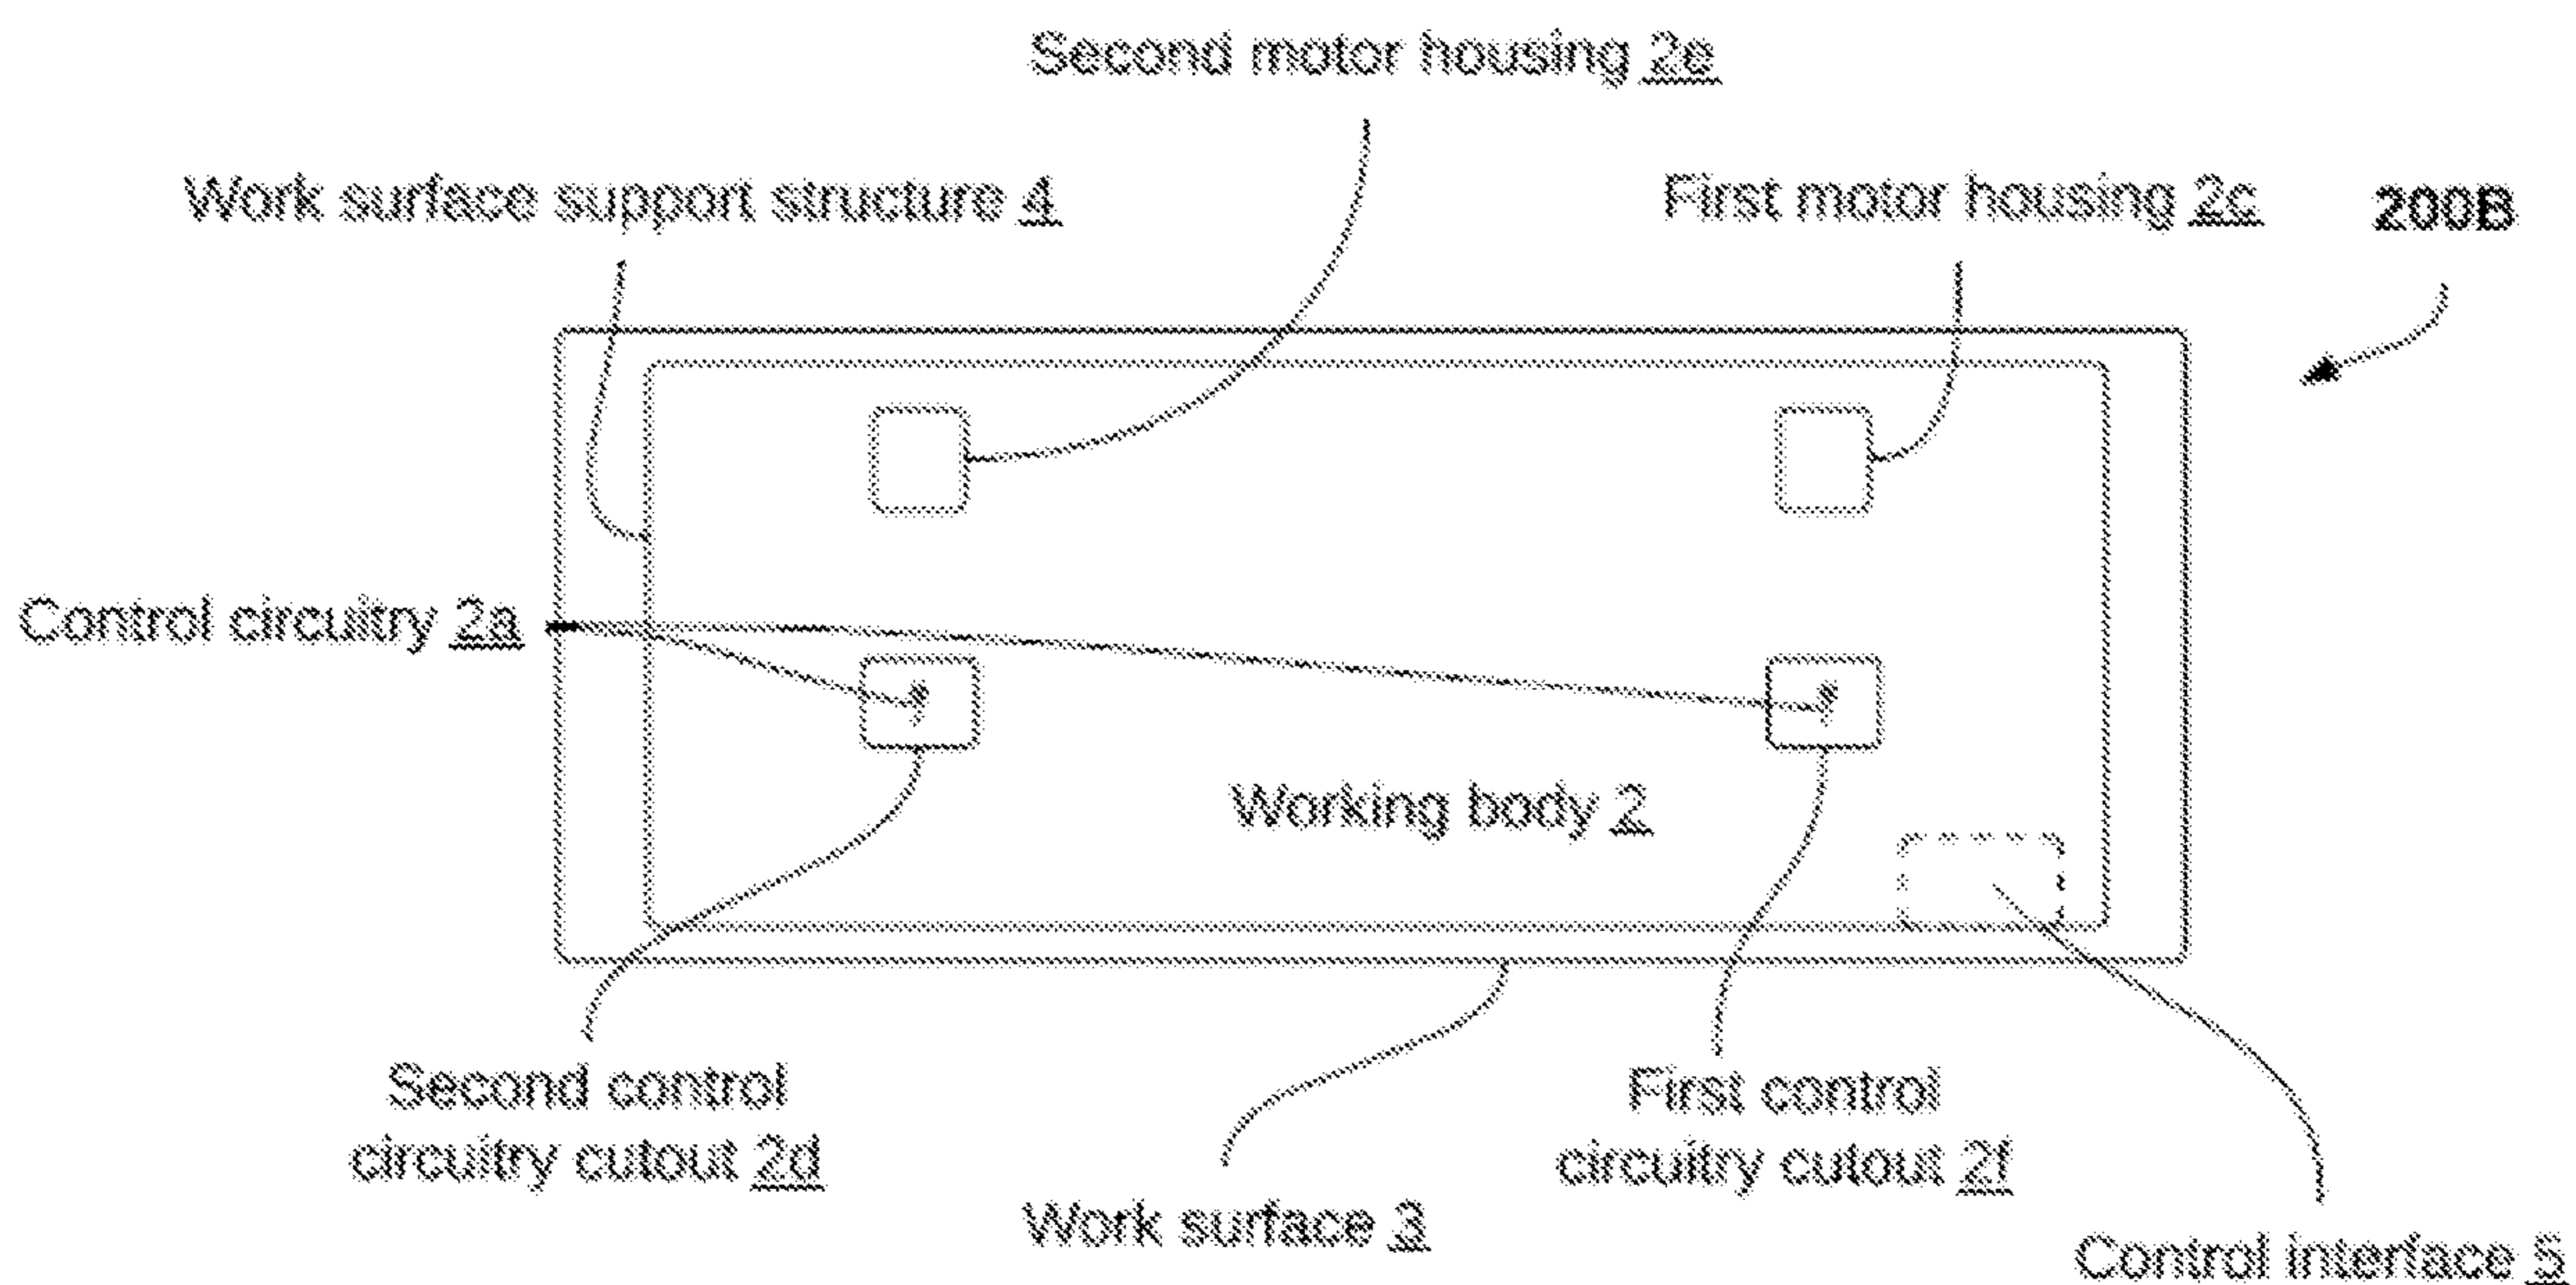 Second motor housing 2e
Work surface support structure 4
First motor housing 2c
200B
Control circuitry 2a
Working body 2
Second control
circuitry cutout 2d
First control
circuitry cutout 2f
Work surface 3
Control interface 5